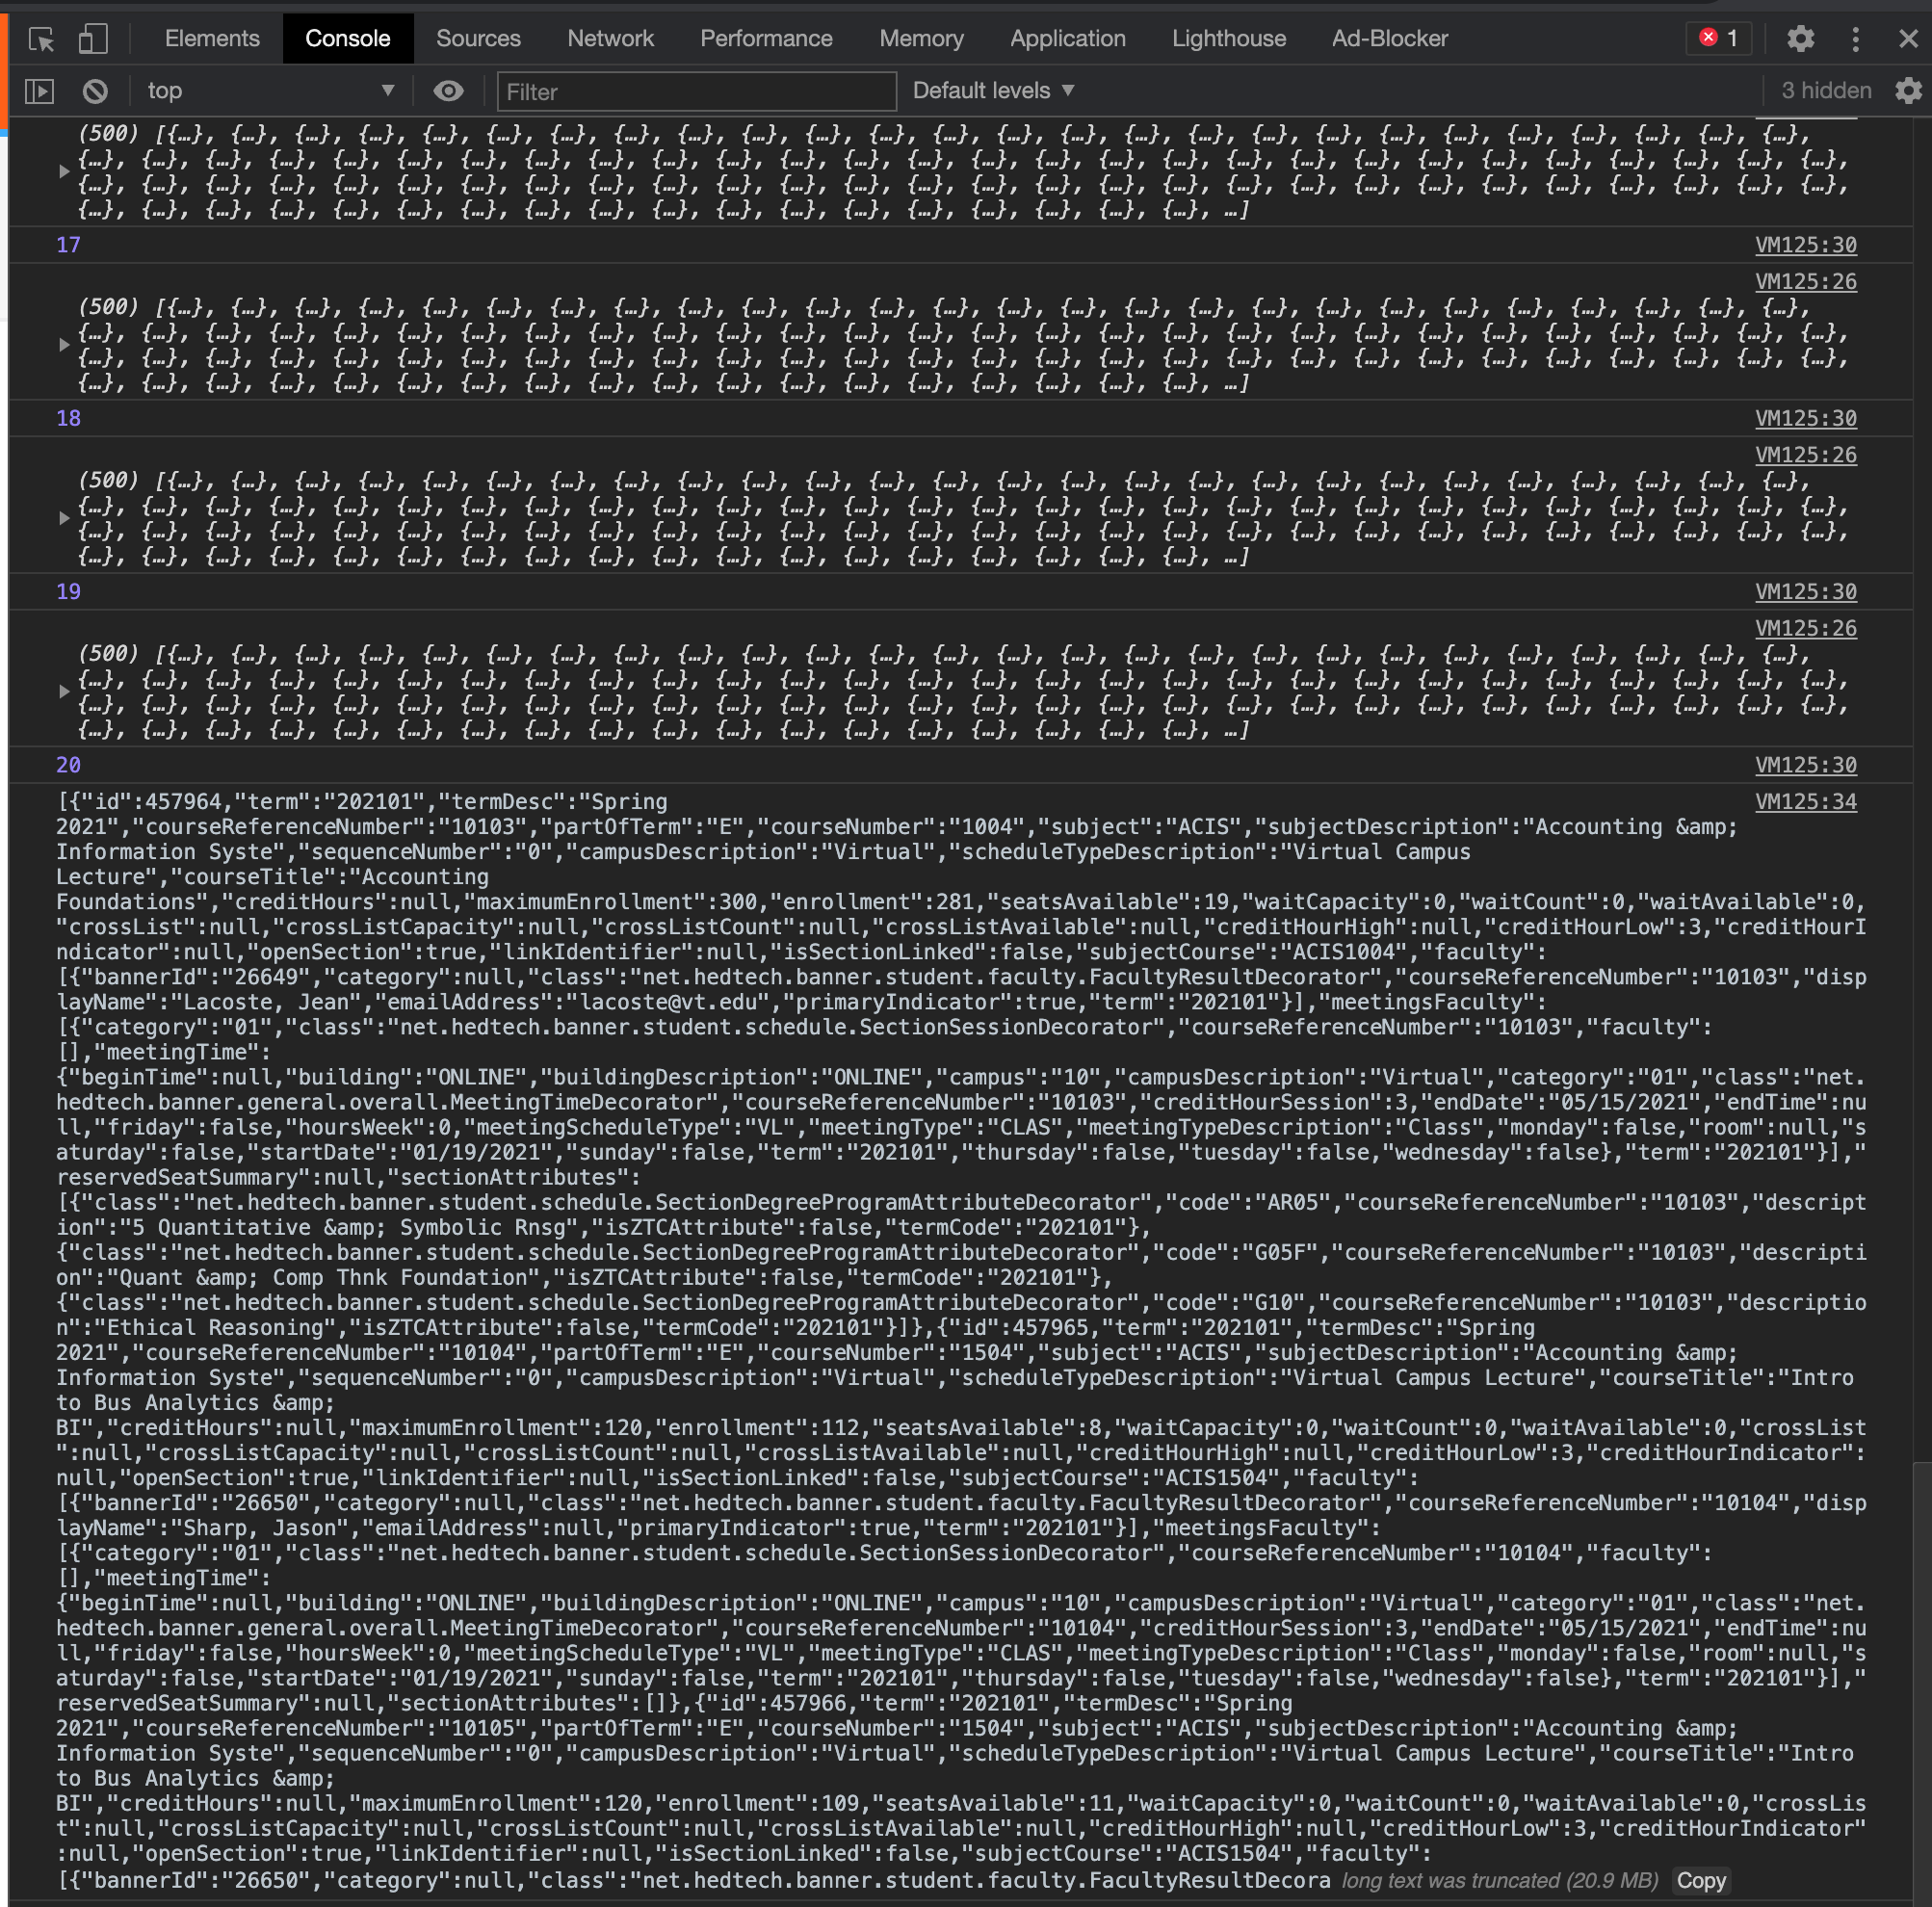 Elements Console Sources Network Performance Memory Application Lighthouse Ad-Blocker 1
top Filter Default levels 3 hidden
(500) [{…}, {…}, {…}, {…}, {…}, {…}, {…}, {…}, {…}, {…}, {…}, {…}, {…}, {…}, {…}, {…}, {…}, {…}, {…}, {…}, {…}, {…}, {…}, {…}, {…}, {…},
{…}, {…}, {…}, {…}, {…}, {…}, {…}, {…}, {…}, {…}, {…}, {…}, {…}, {…}, {…}, {…}, {…}, {…}, {…}, {…}, {…}, {…}, {…}, {…}, {…}, {…}, {…}, {…},
{…}, {…}, {…}, {…}, {…}, {…}, {…}, {…}, {…}, {…}, {…}, {…}, {…}, {…}, {…}, {…}, {…}, {…}, {…}, {…}, {…}, {…}, {…}, {…}, {…}, {…}, {…}, {…},
{…}, {…}, {…}, {…}, {…}, {…}, {…}, {…}, {…}, {…}, {…}, {…}, {…}, {…}, {…}, {…}, {…}, {…}, …]
17 VM125:30
VM125:26
(500) [{…}, {…}, {…}, {…}, {…}, {…}, {…}, {…}, {…}, {…}, {…}, {…}, {…}, {…}, {…}, {…}, {…}, {…}, {…}, {…}, {…}, {…}, {…}, {…}, {…}, {…},
{…}, {…}, {…}, {…}, {…}, {…}, {…}, {…}, {…}, {…}, {…}, {…}, {…}, {…}, {…}, {…}, {…}, {…}, {…}, {…}, {…}, {…}, {…}, {…}, {…}, {…}, {…}, {…},
{…}, {…}, {…}, {…}, {…}, {…}, {…}, {…}, {…}, {…}, {…}, {…}, {…}, {…}, {…}, {…}, {…}, {…}, {…}, {…}, {…}, {…}, {…}, {…}, {…}, {…}, {…}, {…},
{…}, {…}, {…}, {…}, {…}, {…}, {…}, {…}, {…}, {…}, {…}, {…}, {…}, {…}, {…}, {…}, {…}, {…}, …]
18 VM125:30
VM125:26
(500) [{…}, {…}, {…}, {…}, {…}, {…}, {…}, {…}, {…}, {…}, {…}, {…}, {…}, {…}, {…}, {…}, {…}, {…}, {…}, {…}, {…}, {…}, {…}, {…}, {…}, {…},
{…}, {…}, {…}, {…}, {…}, {…}, {…}, {…}, {…}, {…}, {…}, {…}, {…}, {…}, {…}, {…}, {…}, {…}, {…}, {…}, {…}, {…}, {…}, {…}, {…}, {…}, {…}, {…},
{…}, {…}, {…}, {…}, {…}, {…}, {…}, {…}, {…}, {…}, {…}, {…}, {…}, {…}, {…}, {…}, {…}, {…}, {…}, {…}, {…}, {…}, {…}, {…}, {…}, {…}, {…}, {…},
{…}, {…}, {…}, {…}, {…}, {…}, {…}, {…}, {…}, {…}, {…}, {…}, {…}, {…}, {…}, {…}, {…}, {…}, …]
19 VM125:30
VM125:26
(500) [{…}, {…}, {…}, {…}, {…}, {…}, {…}, {…}, {…}, {…}, {…}, {…}, {…}, {…}, {…}, {…}, {…}, {…}, {…}, {…}, {…}, {…}, {…}, {…}, {…}, {…},
{…}, {…}, {…}, {…}, {…}, {…}, {…}, {…}, {…}, {…}, {…}, {…}, {…}, {…}, {…}, {…}, {…}, {…}, {…}, {…}, {…}, {…}, {…}, {…}, {…}, {…}, {…}, {…},
{…}, {…}, {…}, {…}, {…}, {…}, {…}, {…}, {…}, {…}, {…}, {…}, {…}, {…}, {…}, {…}, {…}, {…}, {…}, {…}, {…}, {…}, {…}, {…}, {…}, {…}, {…}, {…},
{…}, {…}, {…}, {…}, {…}, {…}, {…}, {…}, {…}, {…}, {…}, {…}, {…}, {…}, {…}, {…}, {…}, {…}, …]
20 VM125:30
[{"id":457964,"term":"202101","termDesc":"Spring VM125:34
2021","courseReferenceNumber":"10103","partOfTerm":"E","courseNumber":"1004","subject":"ACIS","subjectDescription":"Accounting &amp;
Information Syste","sequenceNumber":"0","campusDescription":"Virtual","scheduleTypeDescription":"Virtual Campus
Lecture","courseTitle":"Accounting
Foundations","creditHours":null,"maximumEnrollment":300,"enrollment":281,"seatsAvailable":19,"waitCapacity":0,"waitCount":0,"waitAvailable":0,
"crossList":null,"crossListCapacity":null,"crossListCount":null,"crossListAvailable":null,"creditHourHigh":null,"creditHourLow":3,"creditHourI
ndicator":null,"openSection":true,"linkIdentifier":null,"isSectionLinked":false,"subjectCourse":"ACIS1004","faculty":
[{"bannerId":"26649","category":null,"class":"net.hedtech.banner.student.faculty.FacultyResultDecorator","courseReferenceNumber":"10103","disp
layName":"Lacoste, Jean","emailAddress":"lacoste@vt.edu","primaryIndicator":true,"term":"202101"}],"meetingsFaculty":
[{"category":"01","class":"net.hedtech.banner.student.schedule.SectionSessionDecorator","courseReferenceNumber":"10103","faculty":
[],"meetingTime":
{"beginTime":null,"building":"ONLINE","buildingDescription":"ONLINE","campus":"10","campusDescription":"Virtual","category":"01","class":"net.
hedtech.banner.general.overall.MeetingTimeDecorator","courseReferenceNumber":"10103","creditHourSession":3,"endDate":"05/15/2021","endTime":nu
ll,"friday":false,"hoursWeek":0,"meetingScheduleType":"VL","meetingType":"CLAS","meetingTypeDescription":"Class","monday":false,"room":null,"s
aturday":false,"startDate":"01/19/2021","sunday":false,"term":"202101","thursday":false,"tuesday":false,"wednesday":false},"term":"202101"}],"
reservedSeatSummary":null,"sectionAttributes":
[{"class":"net.hedtech.banner.student.schedule.SectionDegreeProgramAttributeDecorator","code":"AR05","courseReferenceNumber":"10103","descript
ion":"5 Quantitative &amp; Symbolic Rnsg","isZTCAttribute":false,"termCode":"202101"},
{"class":"net.hedtech.banner.student.schedule.SectionDegreeProgramAttributeDecorator","code":"G05F","courseReferenceNumber":"10103","descripti
on":"Quant &amp; Comp Thnk Foundation","isZTCAttribute":false,"termCode":"202101"},
{"class":"net.hedtech.banner.student.schedule.SectionDegreeProgramAttributeDecorator","code":"G10","courseReferenceNumber":"10103","descriptio
n":"Ethical Reasoning","isZTCAttribute":false,"termCode":"202101"}]},{"id":457965,"term":"202101","termDesc":"Spring
2021","courseReferenceNumber":"10104","partOfTerm":"E","courseNumber":"1504","subject":"ACIS","subjectDescription":"Accounting &amp;
Information Syste","sequenceNumber":"0","campusDescription":"Virtual","scheduleTypeDescription":"Virtual Campus Lecture","courseTitle":"Intro
to Bus Analytics &amp;
BI","creditHours":null,"maximumEnrollment":120,"enrollment":112,"seatsAvailable":8,"waitCapacity":0,"waitCount":0,"waitAvailable":0,"crossList
":null,"crossListCapacity":null,"crossListCount":null,"crossListAvailable":null,"creditHourHigh":null,"creditHourLow":3,"creditHourIndicator":
null,"openSection":true,"linkIdentifier":null,"isSectionLinked":false,"subjectCourse":"ACIS1504","faculty":
[{"bannerId":"26650","category":null,"class":"net.hedtech.banner.student.faculty.FacultyResultDecorator","courseReferenceNumber":"10104","disp
layName":"Sharp, Jason","emailAddress":null,"primaryIndicator":true,"term":"202101"}],"meetingsFaculty":
[{"category":"01","class":"net.hedtech.banner.student.schedule.SectionSessionDecorator","courseReferenceNumber":"10104","faculty":
[],"meetingTime":
{"beginTime":null,"building":"ONLINE","buildingDescription":"ONLINE","campus":"10","campusDescription":"Virtual","category":"01","class":"net.
hedtech.banner.general.overall.MeetingTimeDecorator","courseReferenceNumber":"10104","creditHourSession":3,"endDate":"05/15/2021","endTime":nu
ll,"friday":false,"hoursWeek":0,"meetingScheduleType":"VL","meetingType":"CLAS","meetingTypeDescription":"Class","monday":false,"room":null,"s
aturday":false,"startDate":"01/19/2021","sunday":false,"term":"202101","thursday":false,"tuesday":false,"wednesday":false},"term":"202101"}],"
reservedSeatSummary":null,"sectionAttributes":[]},{"id":457966,"term":"202101","termDesc":"Spring
2021","courseReferenceNumber":"10105","partOfTerm":"E","courseNumber":"1504","subject":"ACIS","subjectDescription":"Accounting &amp;
Information Syste","sequenceNumber":"0","campusDescription":"Virtual","scheduleTypeDescription":"Virtual Campus Lecture","courseTitle":"Intro
to Bus Analytics &amp;
BI","creditHours":null,"maximumEnrollment":120,"enrollment":109,"seatsAvailable":11,"waitCapacity":0,"waitCount":0,"waitAvailable":0,"crossLis
t":null,"crossListCapacity":null,"crossListCount":null,"crossListAvailable":null,"creditHourHigh":null,"creditHourLow":3,"creditHourIndicator"
:null,"openSection":true,"linkIdentifier":null,"isSectionLinked":false,"subjectCourse":"ACIS1504","faculty":
[{"bannerId":"26650","category":null,"class":"net.hedtech.banner.student.faculty.FacultyResultDecora long text was truncated (20.9 MB) Copy